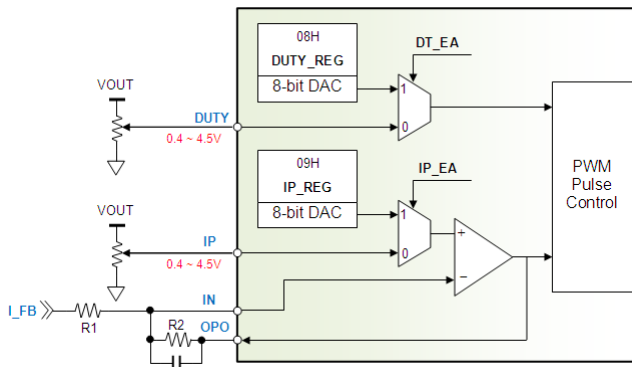 08H
DUTY_REG
8-bit DAC
DT_EA
VOUT
1
DUTY
0
0.4 ~ 4.5V
09H
IP_REG
8-bit DAC
IP_EA
PWM
Pulse
Control
VOUT
1
+
IP
0
0.4 ~ 4.5V
−
IN
I_FB
R1
R2
OPO